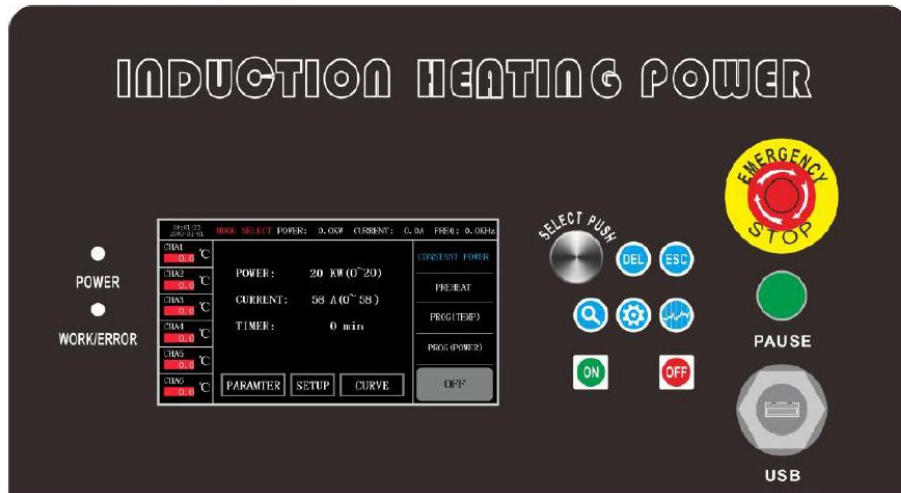 INDUCTION HEATING POWER
EMERGENCY
STOP
SELECT PUSH
DEL
ESC
ON
OFF
PAUSE
USB
POWER
WORK/ERROR
2000-01-01
MODE SELECT POWER: 0.0KW CURRENT: 0.0A FREQ: 0.0KHz
CHA1
0.0 ℃
CHA2
0.0 ℃
CHA3
0.0 ℃
CHA4
0.0 ℃
CHA5
0.0 ℃
CHA6
0.0 ℃
POWER: 20 KW(0~20)
CURRENT: 58 A(0~58)
TIMER: 0 min
PARAMTER
SETUP
CURVE
CONSTANT POWER
PREHEAT
PROG(TEMP)
PROG(POWER)
OFF